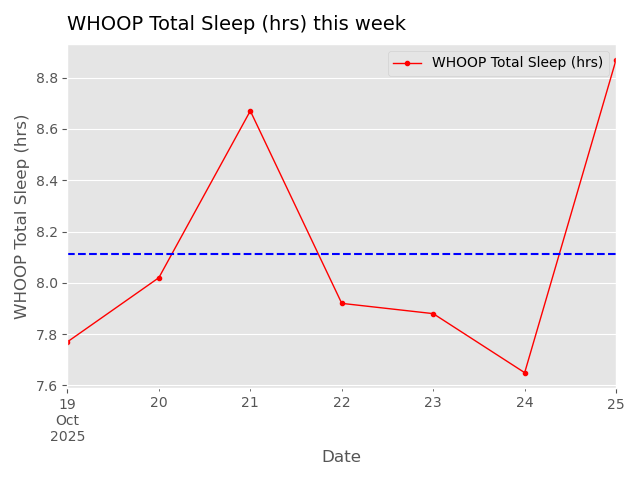 WHOOP Total Sleep (hrs) this week
WHOOP Total Sleep (hrs)
WHOOP Total Sleep (hrs)
8.8
8.6
8.4
8.2
8.0
7.8
7.6
19 20 21 22 23 24 25
Oct
2025
Date